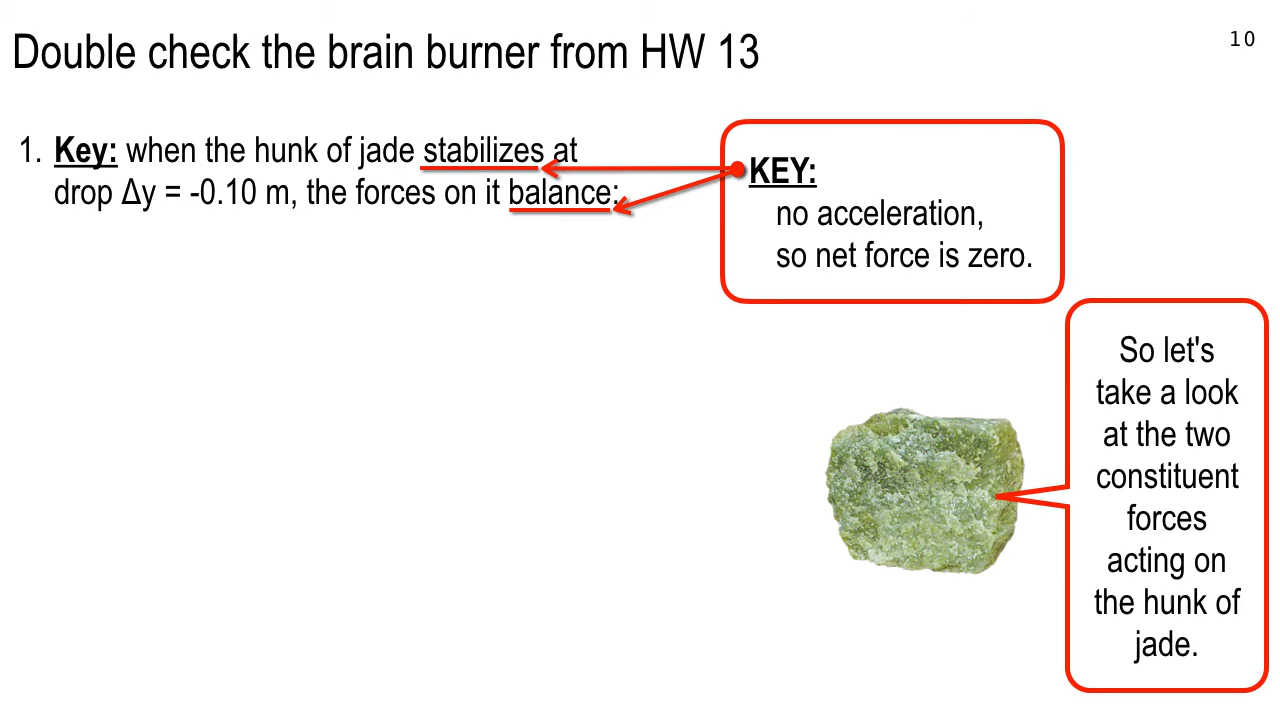 Double check the brain burner from HW 13
10
1. Key: when the hunk of jade stabilizes at
drop Δy = -0.10 m, the forces on it balance:
KEY:
no acceleration,
so net force is zero.
So let's
take a look
at the two
constituent
forces
acting on
the hunk of
jade.